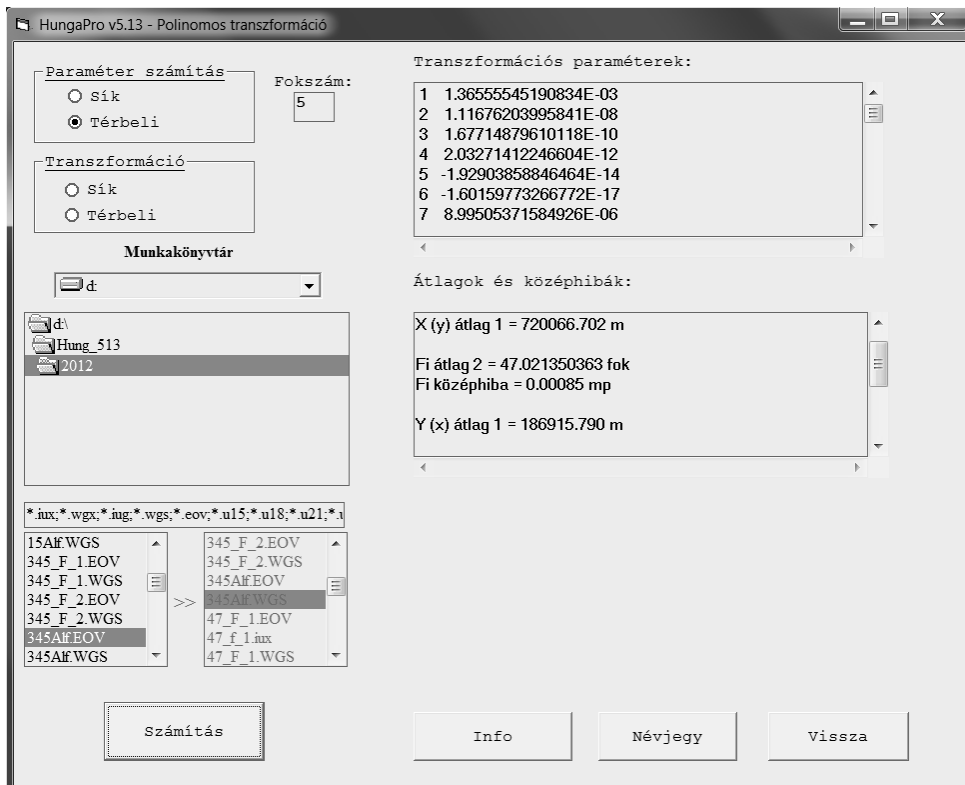 HungaPro v5.13 - Polinomos transzformáció
Paraméter számítás
Sík
Térbeli
Fokszám:
5
Transzformáció
Sík
Térbeli
Munkakönyvtár
d:
d:\
Hung_513
2012
*.iux;*.wgx;*.iug;*.wgs;*.eov;*.u15;*.u18;*.u21;*.u
15Alf.WGS
345_F_1.EOV
345_F_1.WGS
345_F_2.EOV
345_F_2.WGS
345Alf.EOV
345Alf.WGS
>>
345_F_2.EOV
345_F_2.WGS
345Alf.EOV
345Alf.WGS
47_F_1.EOV
47_f_1.iux
47_F_1.WGS
Számítás
Transzformációs paraméterek:
1 1.36555545190834E-03
2 1.11676203995841E-08
3 1.67714879610118E-10
4 2.03271412246604E-12
5 -1.92903858846464E-14
6 -1.60159773266772E-17
7 8.99505371584926E-06
Átlagok és középhibák:
X (y) átlag 1 = 720066.702 m
Fi átlag 2 = 47.021350363 fok
Fi középhiba = 0.00085 mp
Y (x) átlag 1 = 186915.790 m
Info
Névjegy
Vissza